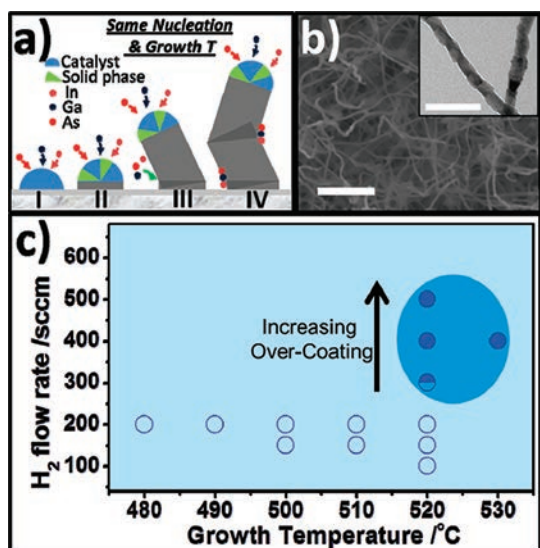 a)
Same Nucleation
& Growth T
Catalyst
Solid phase
In
Ga
As
I
II
III
IV
b)
c)
H2 flow rate /sccm
600
500
400
300
200
100
Increasing
Over-Coating
480 490 500 510 520 530
Growth Temperature /°C